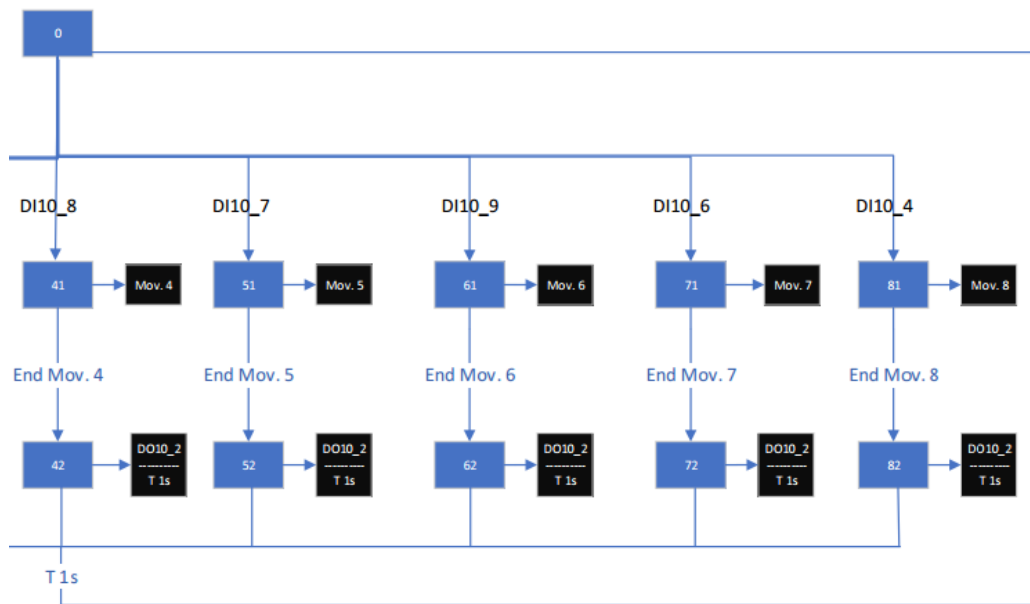 0
DI10_8
DI10_7
DI10_9
DI10_6
DI10_4
41
Mov. 4
51
Mov. 5
61
Mov. 6
71
Mov. 7
81
Mov. 8
End Mov. 4
End Mov. 5
End Mov. 6
End Mov. 7
End Mov. 8
42
DO10_2
----------
T 1s
52
DO10_2
----------
T 1s
62
DO10_2
----------
T 1s
72
DO10_2
----------
T 1s
82
DO10_2
----------
T 1s
T 1s